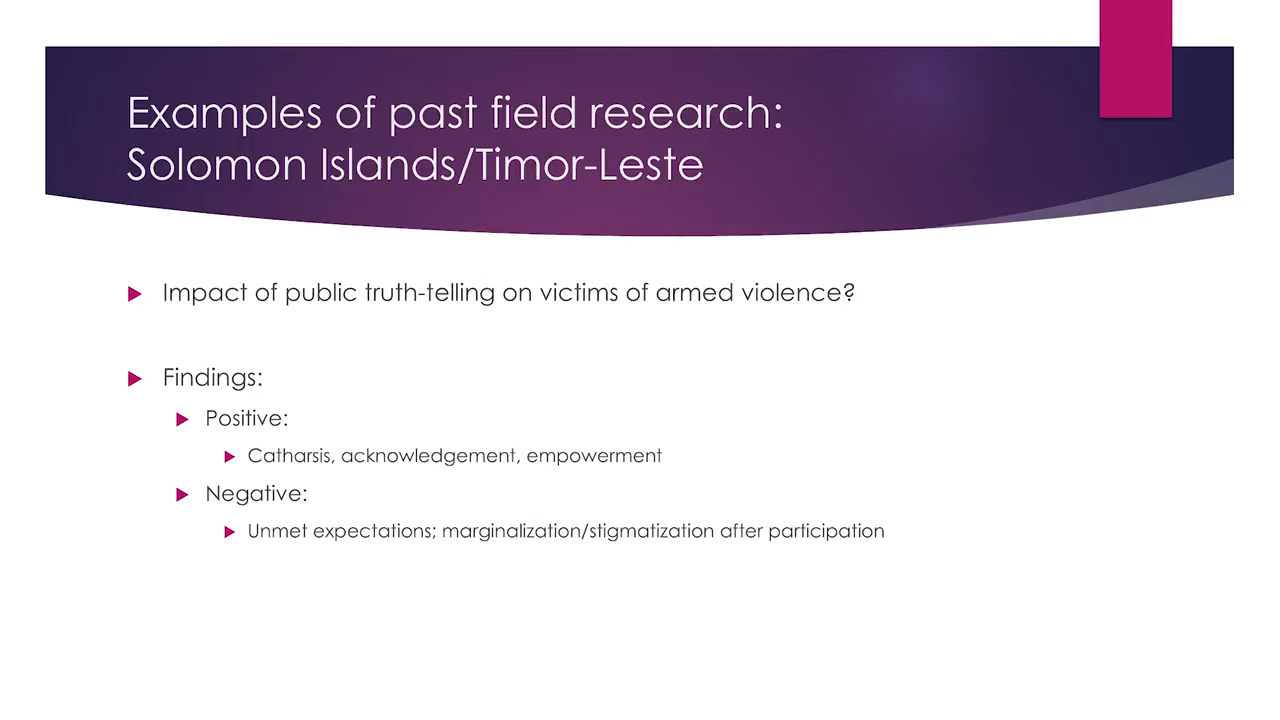 Examples of past field research:
Solomon Islands/Timor-Leste
Impact of public truth-telling on victims of armed violence?
Findings:
Positive:
Catharsis, acknowledgement, empowerment
Negative:
Unmet expectations; marginalization/stigmatization after participation